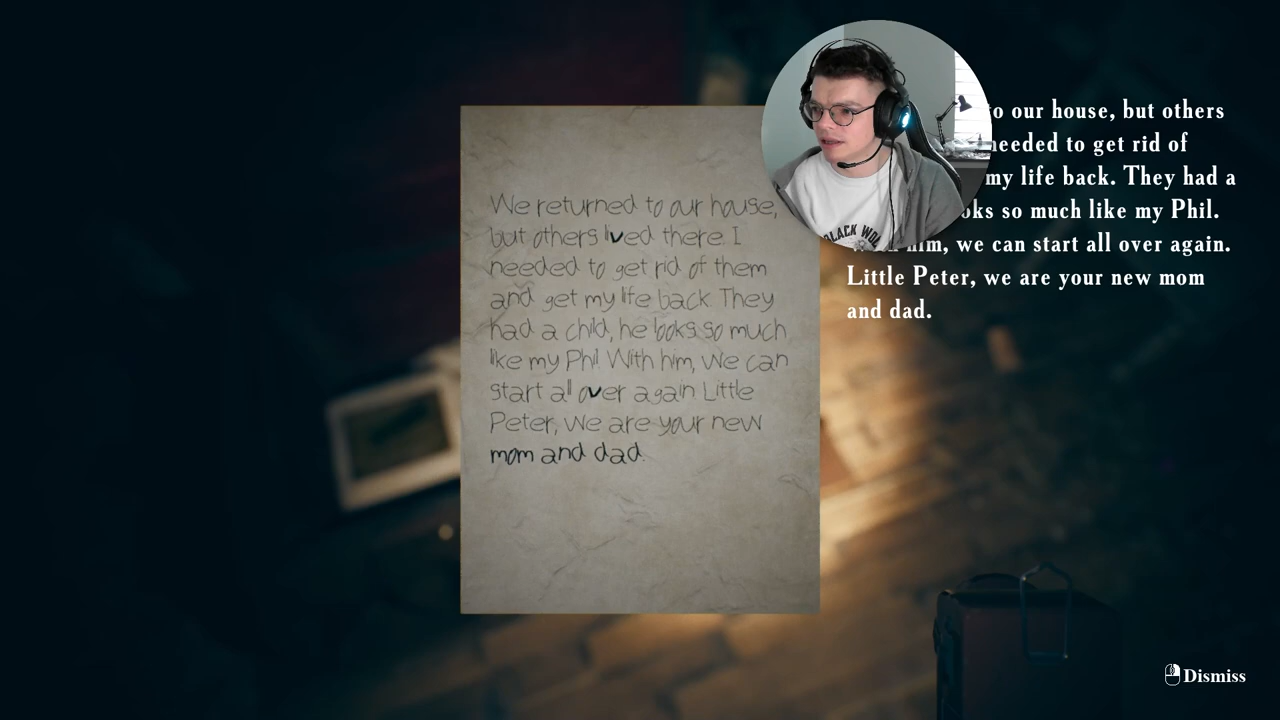 We returned to our house,
but others lived there. I
needed to get rid of them
and get my life back They
had a child, he looks so much
like my Phil. With him, we can
start all over again Little
Peter, we are your new
mom and dad.
to our house, but others
needed to get rid of
my life back. They had a
so much like my Phil.
him, we can start all over again.
Little Peter, we are your new mom
and dad.
BLACK
Dismiss